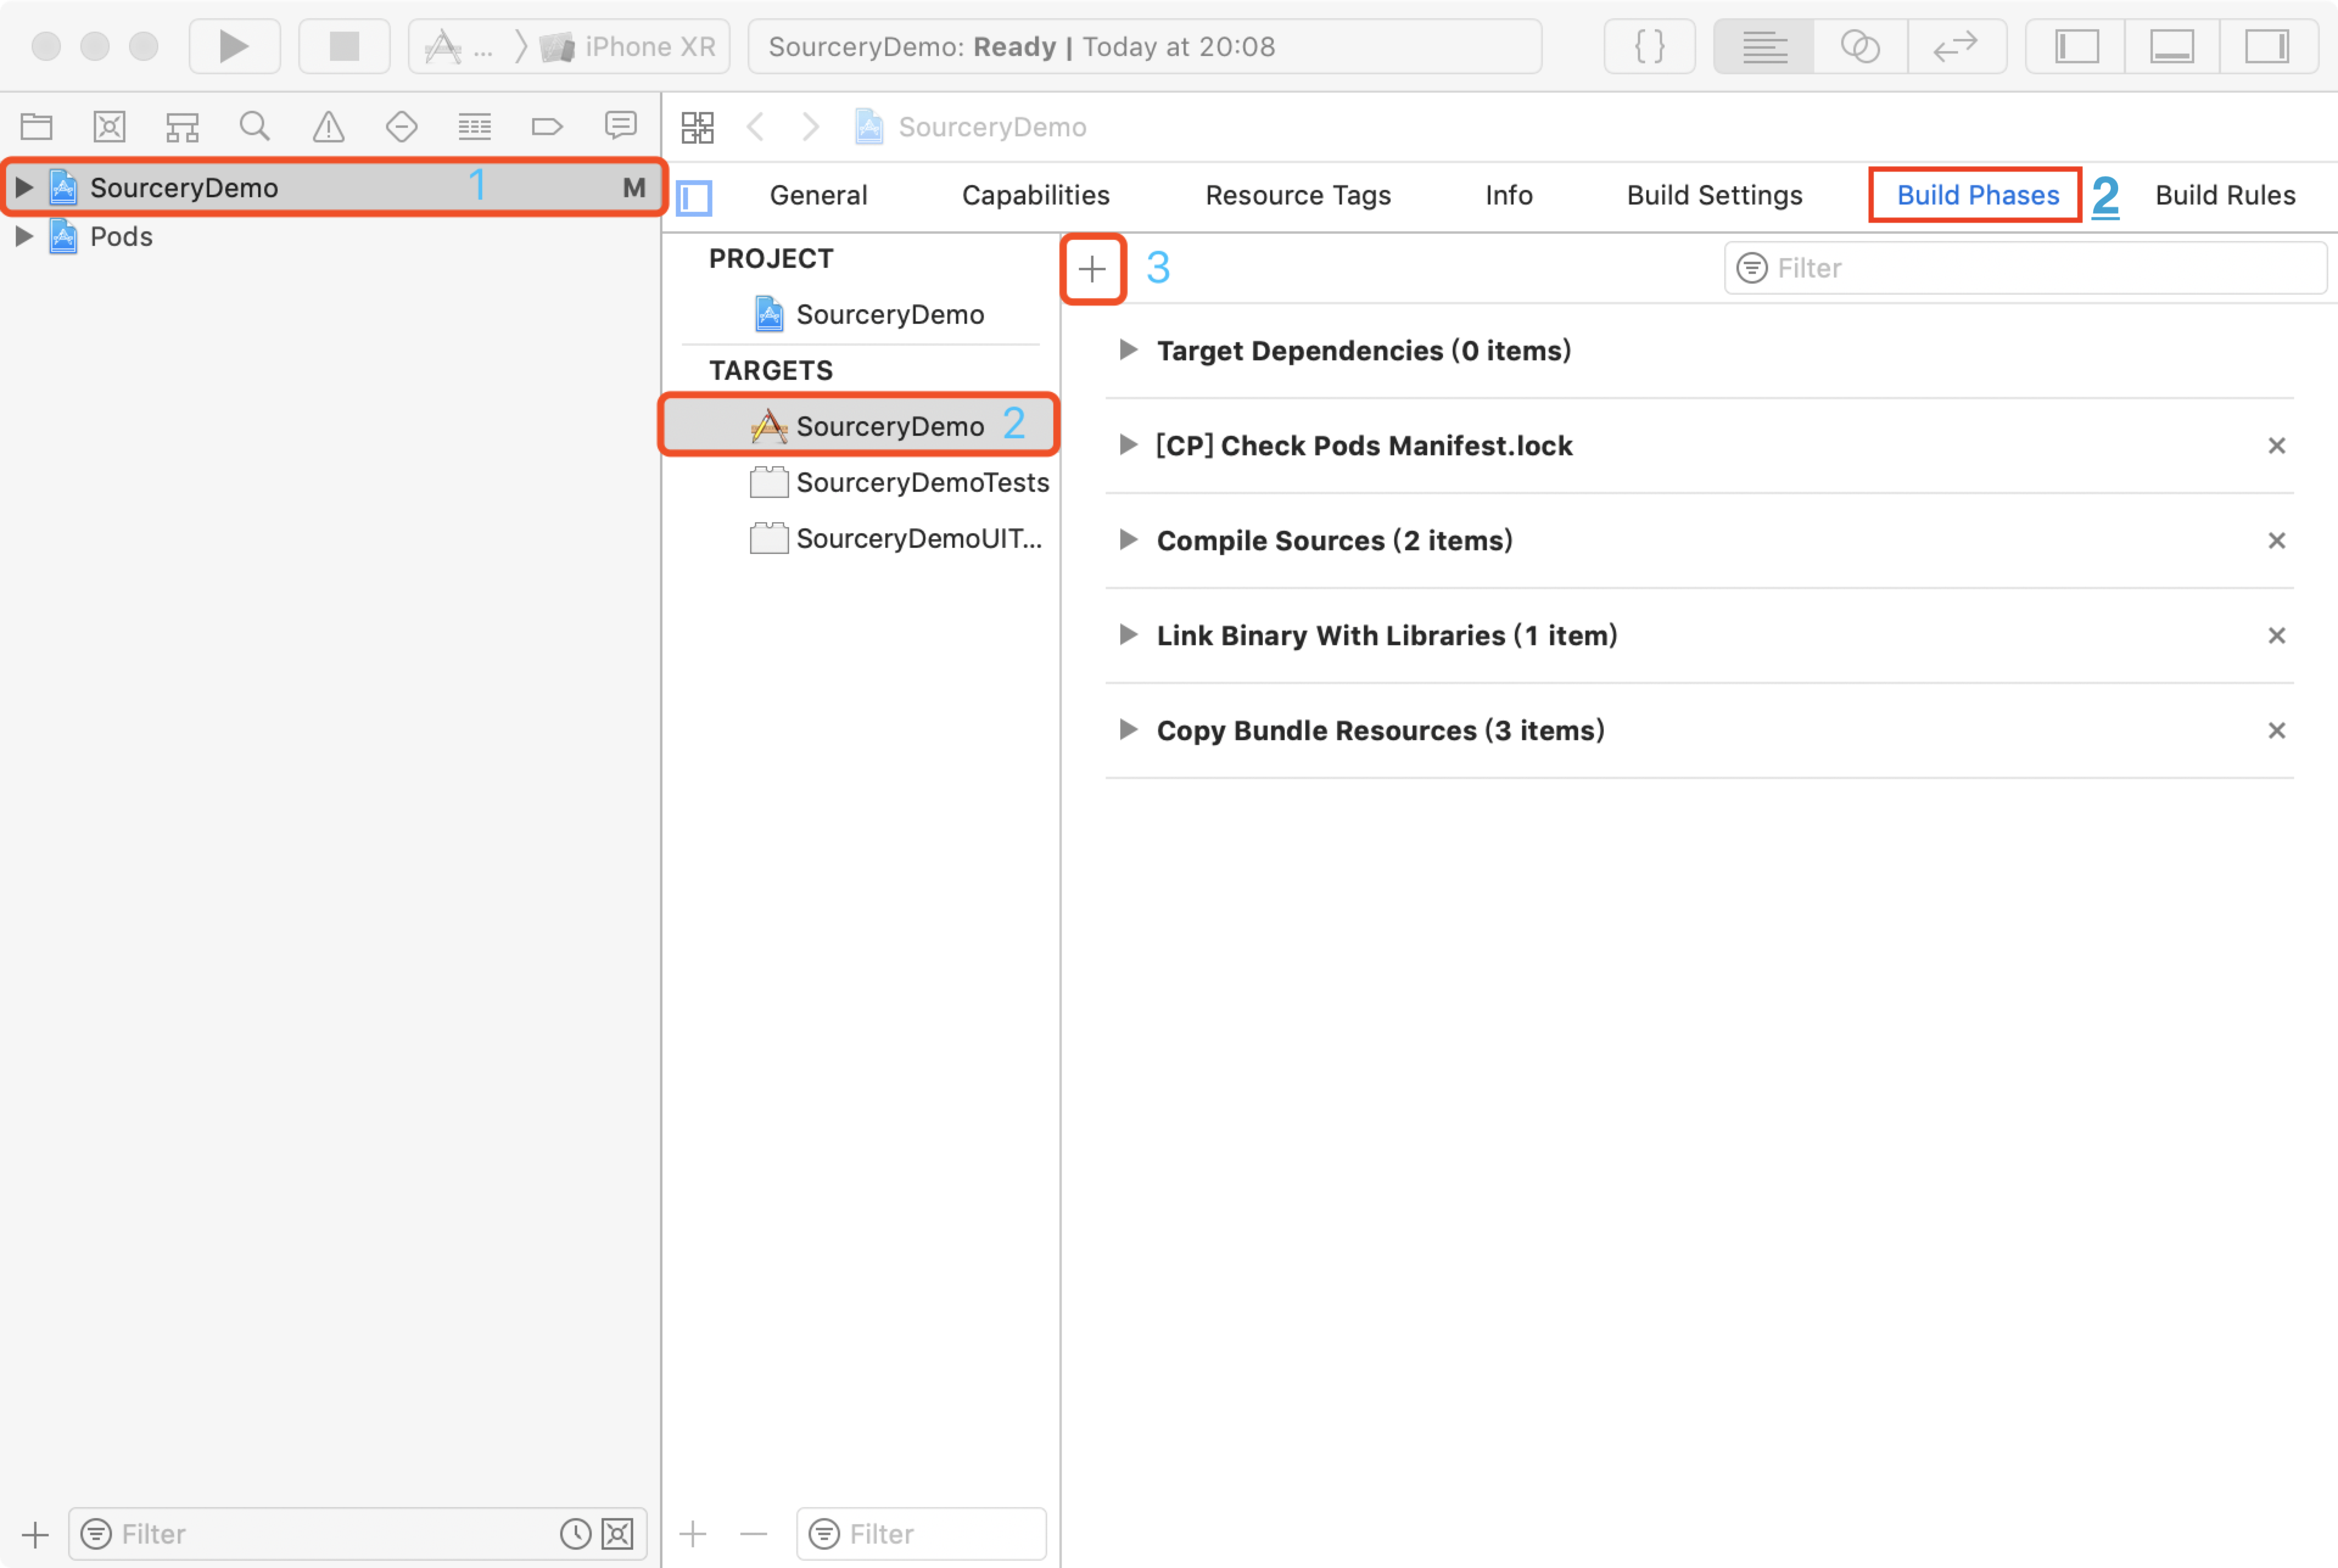 ... iPhone XR
SourceryDemo: Ready | Today at 20:08
{ }
SourceryDemo 1 M
Pods
SourceryDemo
General Capabilities Resource Tags Info Build Settings Build Phases 2 Build Rules
PROJECT
SourceryDemo
TARGETS
SourceryDemo 2
SourceryDemoTests
SourceryDemoUIT...
3
Filter
Target Dependencies (0 items)
[CP] Check Pods Manifest.lock
Compile Sources (2 items)
Link Binary With Libraries (1 item)
Copy Bundle Resources (3 items)
Filter
Filter